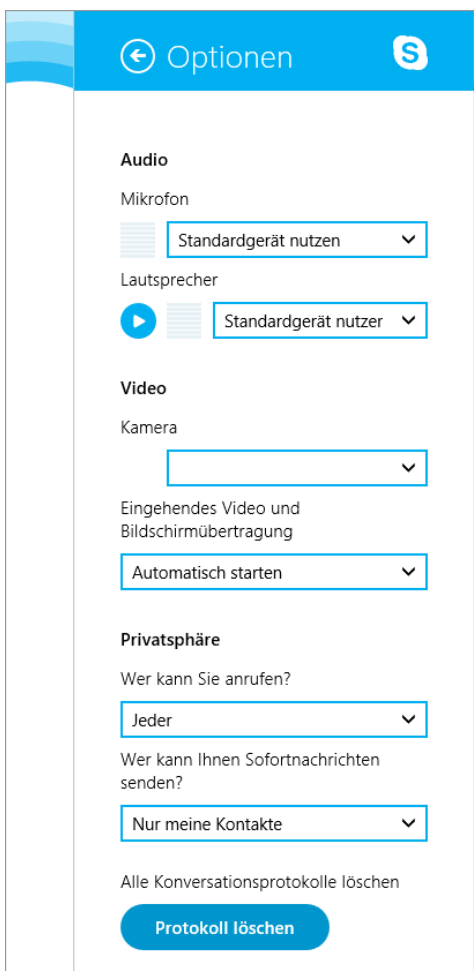 Optionen
Audio
Mikrofon
Standardgerät nutzen
Lautsprecher
Standardgerät nutzer
Video
Kamera
Eingehendes Video und
Bildschirmübertragung
Automatisch starten
Privatsphäre
Wer kann Sie anrufen?
Jeder
Wer kann Ihnen Sofortnachrichten
senden?
Nur meine Kontakte
Alle Konversationsprotokolle löschen
Protokoll löschen